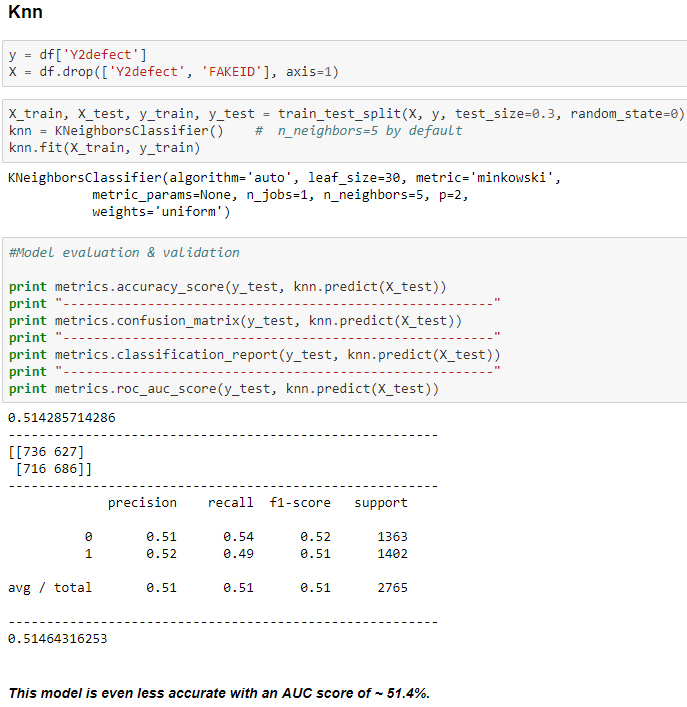 Knn
y = df['Y2defect']
X = df.drop(['Y2defect', 'FAKEID'], axis=1)
X_train, X_test, y_train, y_test = train_test_split(X, y, test_size=0.3, random_state=0)
knn = KNeighborsClassifier()    #  n_neighbors=5 by default
knn.fit(X_train, y_train)
KNeighborsClassifier(algorithm='auto', leaf_size=30, metric='minkowski',
           metric_params=None, n_jobs=1, n_neighbors=5, p=2,
           weights='uniform')
#Model evaluation & validation
print metrics.accuracy_score(y_test, knn.predict(X_test))
print "--------------------------------------------------------"
print metrics.confusion_matrix(y_test, knn.predict(X_test))
print "--------------------------------------------------------"
print metrics.classification_report(y_test, knn.predict(X_test))
print "--------------------------------------------------------"
print metrics.roc_auc_score(y_test, knn.predict(X_test))
0.514285714286
--------------------------------------------------------
[[736 627]
 [716 686]]
--------------------------------------------------------
             precision    recall  f1-score   support
          0       0.51      0.54      0.52      1363
          1       0.52      0.49      0.51      1402
avg / total       0.51      0.51      0.51      2765
--------------------------------------------------------
0.51464316253
This model is even less accurate with an AUC score of ~ 51.4%.